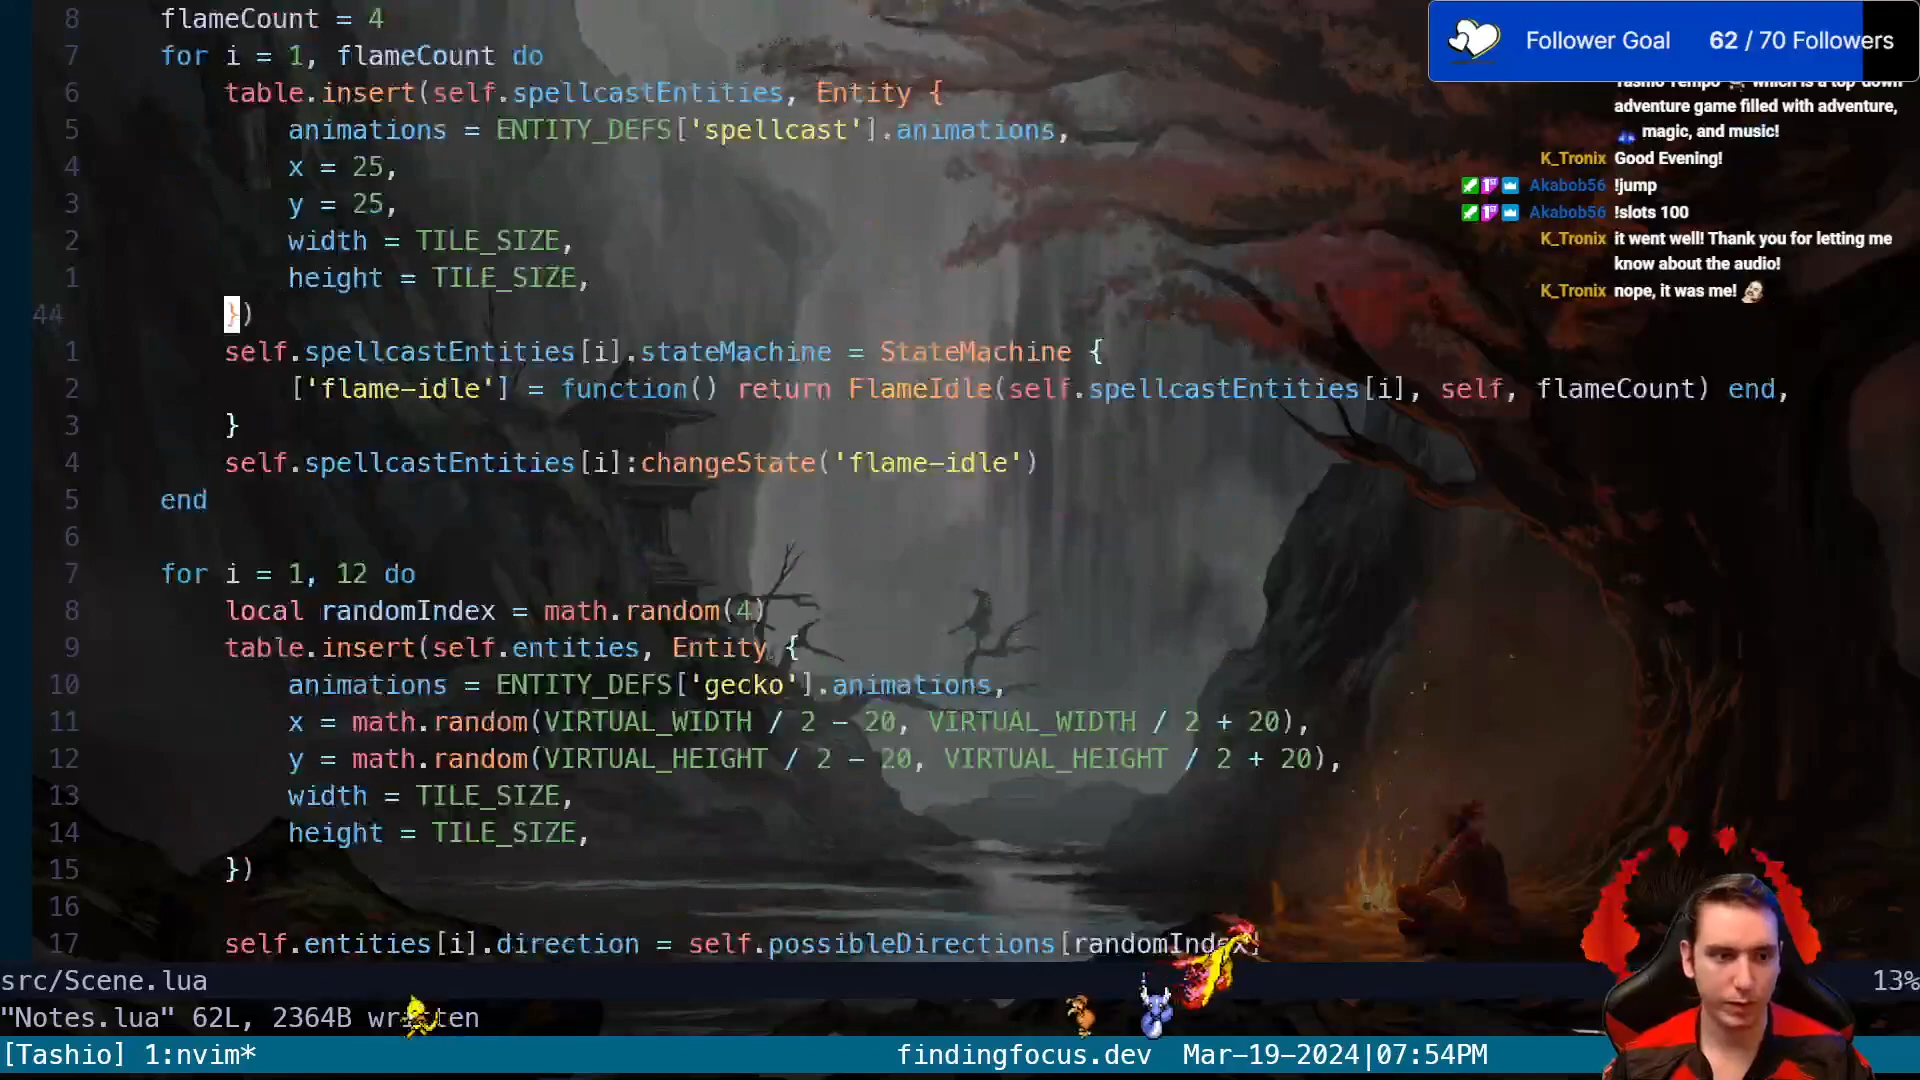 8 flameCount = 4
7 for i = 1, flameCount do
6 table.insert(self.spellcastEntities, Entity {
5 animations = ENTITY_DEFS['spellcast'].animations,
4 x = 25,
3 y = 25,
2 width = TILE_SIZE,
1 height = TILE_SIZE,
44 })
1 self.spellcastEntities[i].stateMachine = StateMachine {
2 ['flame-idle'] = function() return FlameIdle(self.spellcastEntities[i], self, flameCount) end,
3 }
4 self.spellcastEntities[i]:changeState('flame-idle')
5 end
6
7 for i = 1, 12 do
8 local randomIndex = math.random(4)
9 table.insert(self.entities, Entity {
10 animations = ENTITY_DEFS['gecko'].animations,
11 x = math.random(VIRTUAL_WIDTH / 2 - 20, VIRTUAL_WIDTH / 2 + 20),
12 y = math.random(VIRTUAL_HEIGHT / 2 - 20, VIRTUAL_HEIGHT / 2 + 20),
13 width = TILE_SIZE,
14 height = TILE_SIZE,
15 })
16
17 self.entities[i].direction = self.possibleDirections[randomIndex]
src/Scene.lua 13%
"Notes.lua" 62L, 2364B written
[Tashio] 1:nvim* findingfocus.dev Mar-19-2024|07:54PM
Follower Goal 62 / 70 Followers
Tashio Tempo which is a top down
adventure game filled with adventure,
magic, and music!
K_Tronix Good Evening!
Akabob56 !jump
Akabob56 !slots 100
K_Tronix it went well! Thank you for letting me
know about the audio!
K_Tronix nope, it was me!